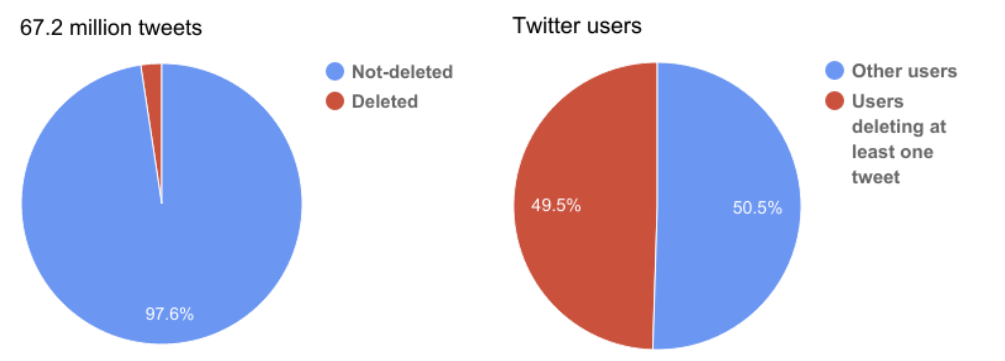 67.2 million tweets
Not-deleted
Deleted
97.6%
Twitter users
Other users
Users
deleting at
least one
tweet
49.5%
50.5%